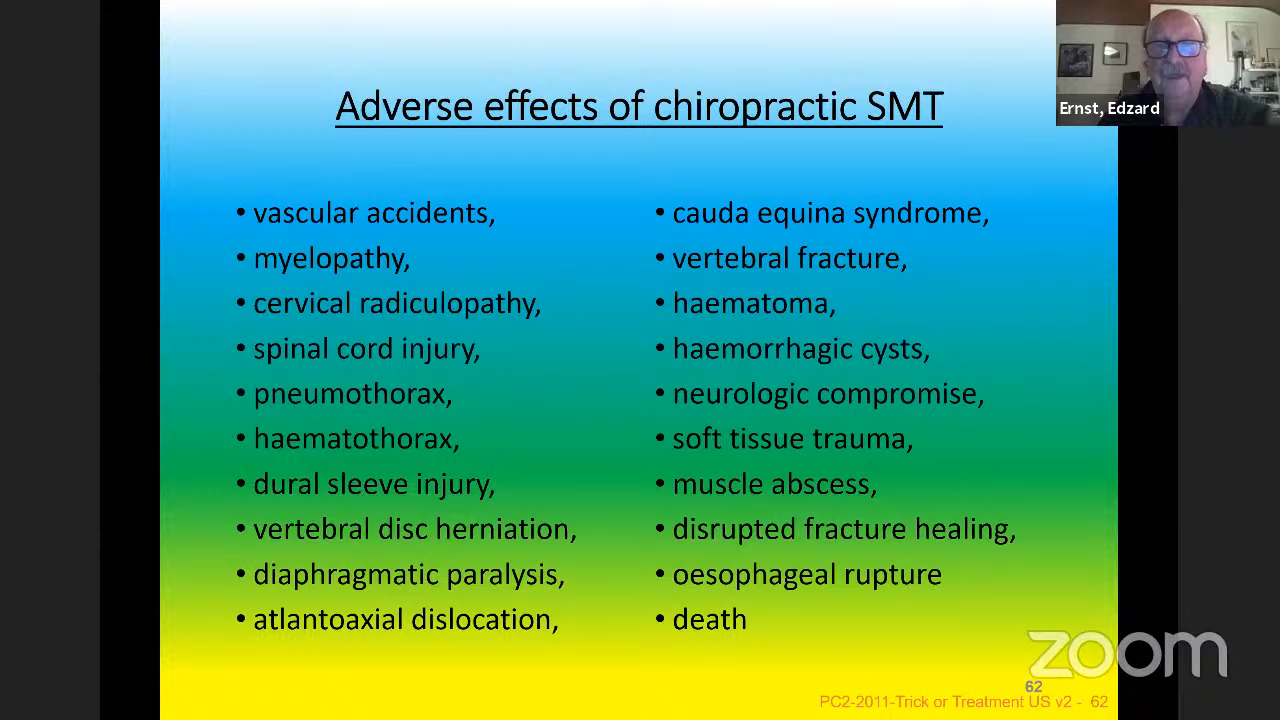 Adverse effects of chiropractic SMT
Ernst, Edzard
• vascular accidents,
• myelopathy,
• cervical radiculopathy,
• spinal cord injury,
• pneumothorax,
• haematothorax,
• dural sleeve injury,
• vertebral disc herniation,
• diaphragmatic paralysis,
• atlantoaxial dislocation,
• cauda equina syndrome,
• vertebral fracture,
• haematoma,
• haemorrhagic cysts,
• neurologic compromise,
• soft tissue trauma,
• muscle abscess,
• disrupted fracture healing,
• oesophageal rupture
• death
zoom
62
PC2-2011-Trick or Treatment US v2 - 62